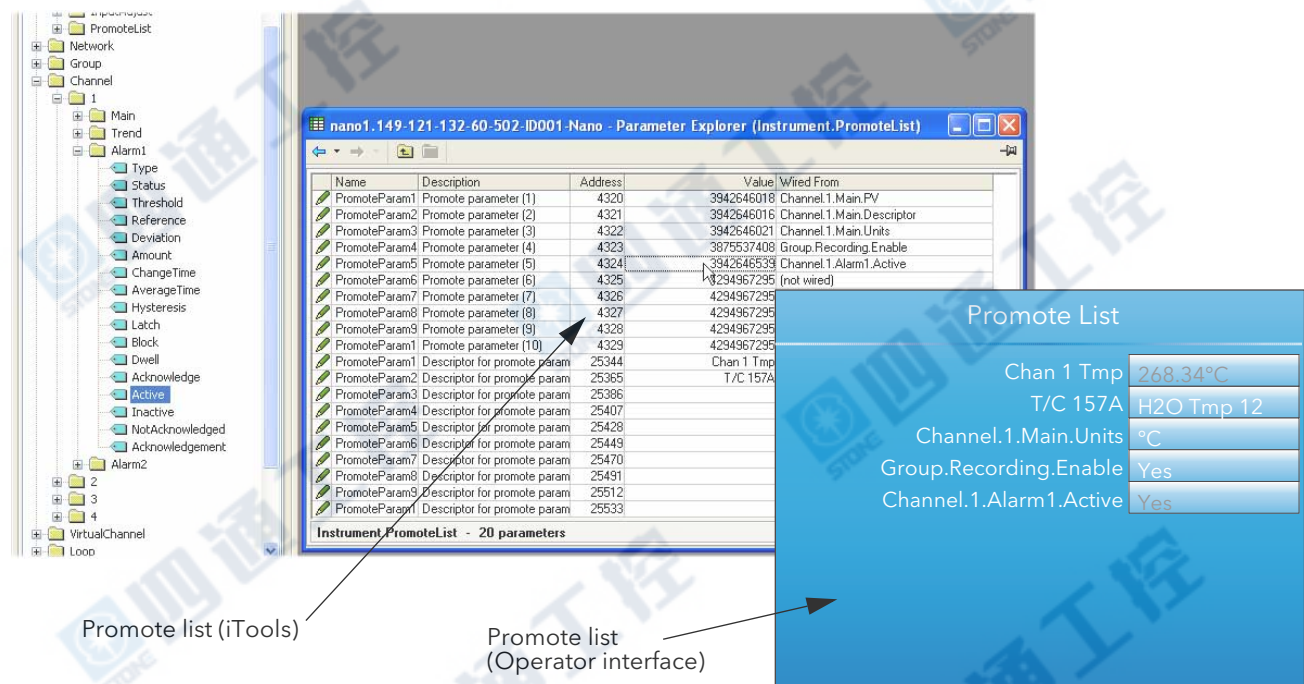 PromoteList
Network
Group
Channel
1
Main
Trend
Alarm1
Type
Status
Threshold
Reference
Deviation
Amount
ChangeTime
AverageTime
Hysteresis
Latch
Block
Dwell
Acknowledge
Active
Inactive
NotAcknowledged
Acknowledgement
Alarm2
2
3
4
VirtualChannel
Loop
nano1.149-121-132-60-502-ID001-Nano - Parameter Explorer (Instrument.PromoteList)
Name Description Address Value Wired From
PromoteParam1 Promote parameter (1) 4320 3942646018 Channel.1.Main.PV
PromoteParam2 Promote parameter (2) 4321 3942646016 Channel.1.Main.Descriptor
PromoteParam3 Promote parameter (3) 4322 3942646021 Channel.1.Main.Units
PromoteParam4 Promote parameter (4) 4323 3875537408 Group.Recording.Enable
PromoteParam5 Promote parameter (5) 4324 3942646539 Channel.1.Alarm1.Active
PromoteParam6 Promote parameter (6) 4325 4294967295 (not wired)
PromoteParam7 Promote parameter (7) 4326 4294967295
PromoteParam8 Promote parameter (8) 4327 4294967295
PromoteParam9 Promote parameter (9) 4328 4294967295
PromoteParam1 Promote parameter (10) 4329 4294967295
PromoteParam1 Descriptor for promote param 25344 Chan 1 Tmp
PromoteParam2 Descriptor for promote param 25365 T/C 157A
PromoteParam3 Descriptor for promote param 25386
PromoteParam4 Descriptor for promote param 25407
PromoteParam5 Descriptor for promote param 25428
PromoteParam6 Descriptor for promote param 25449
PromoteParam7 Descriptor for promote param 25470
PromoteParam8 Descriptor for promote param 25491
PromoteParam9 Descriptor for promote param 25512
PromoteParam1 Descriptor for promote param 25533
Instrument.PromoteList - 20 parameters
Promote List
Chan 1 Tmp 268.34°C
T/C 157A H2O Tmp 12
Channel.1.Main.Units °C
Group.Recording.Enable Yes
Channel.1.Alarm1.Active Yes
Promote list (iTools)
Promote list
(Operator interface)
四通工控
STONE